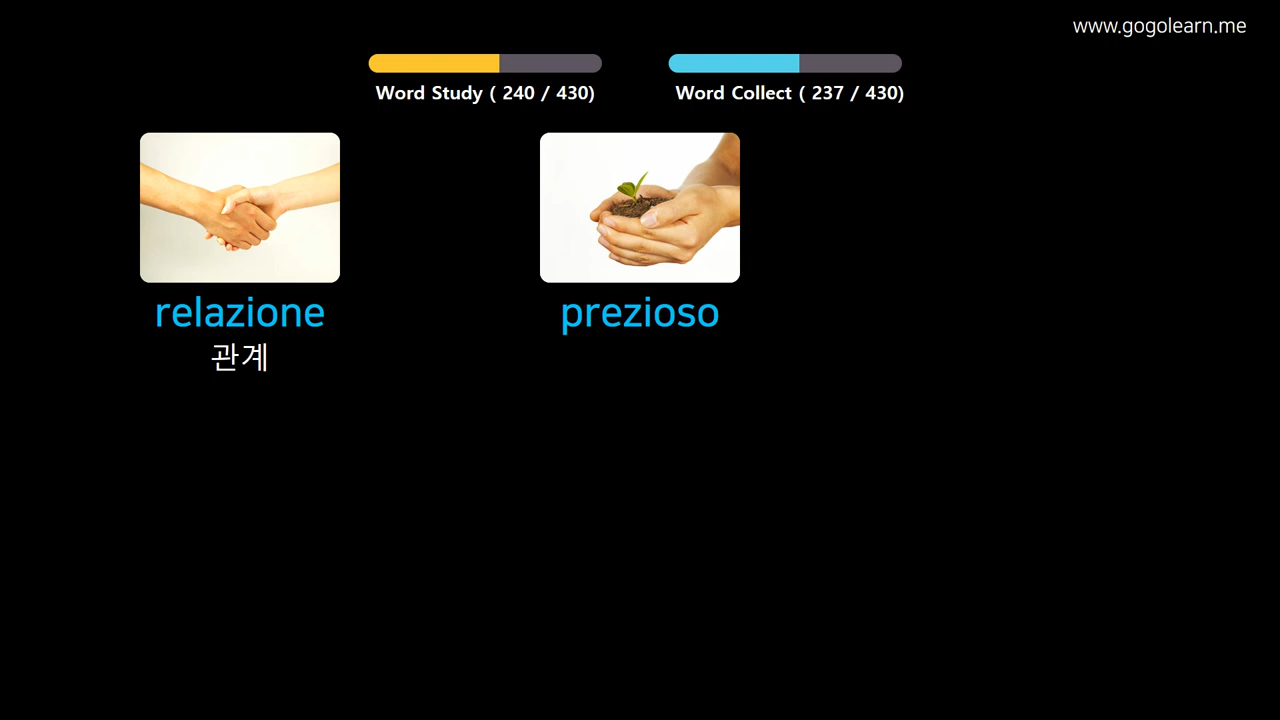 www.gogolearn.me
Word Study ( 240 / 430)
Word Collect ( 237 / 430)
relazione
관계
prezioso